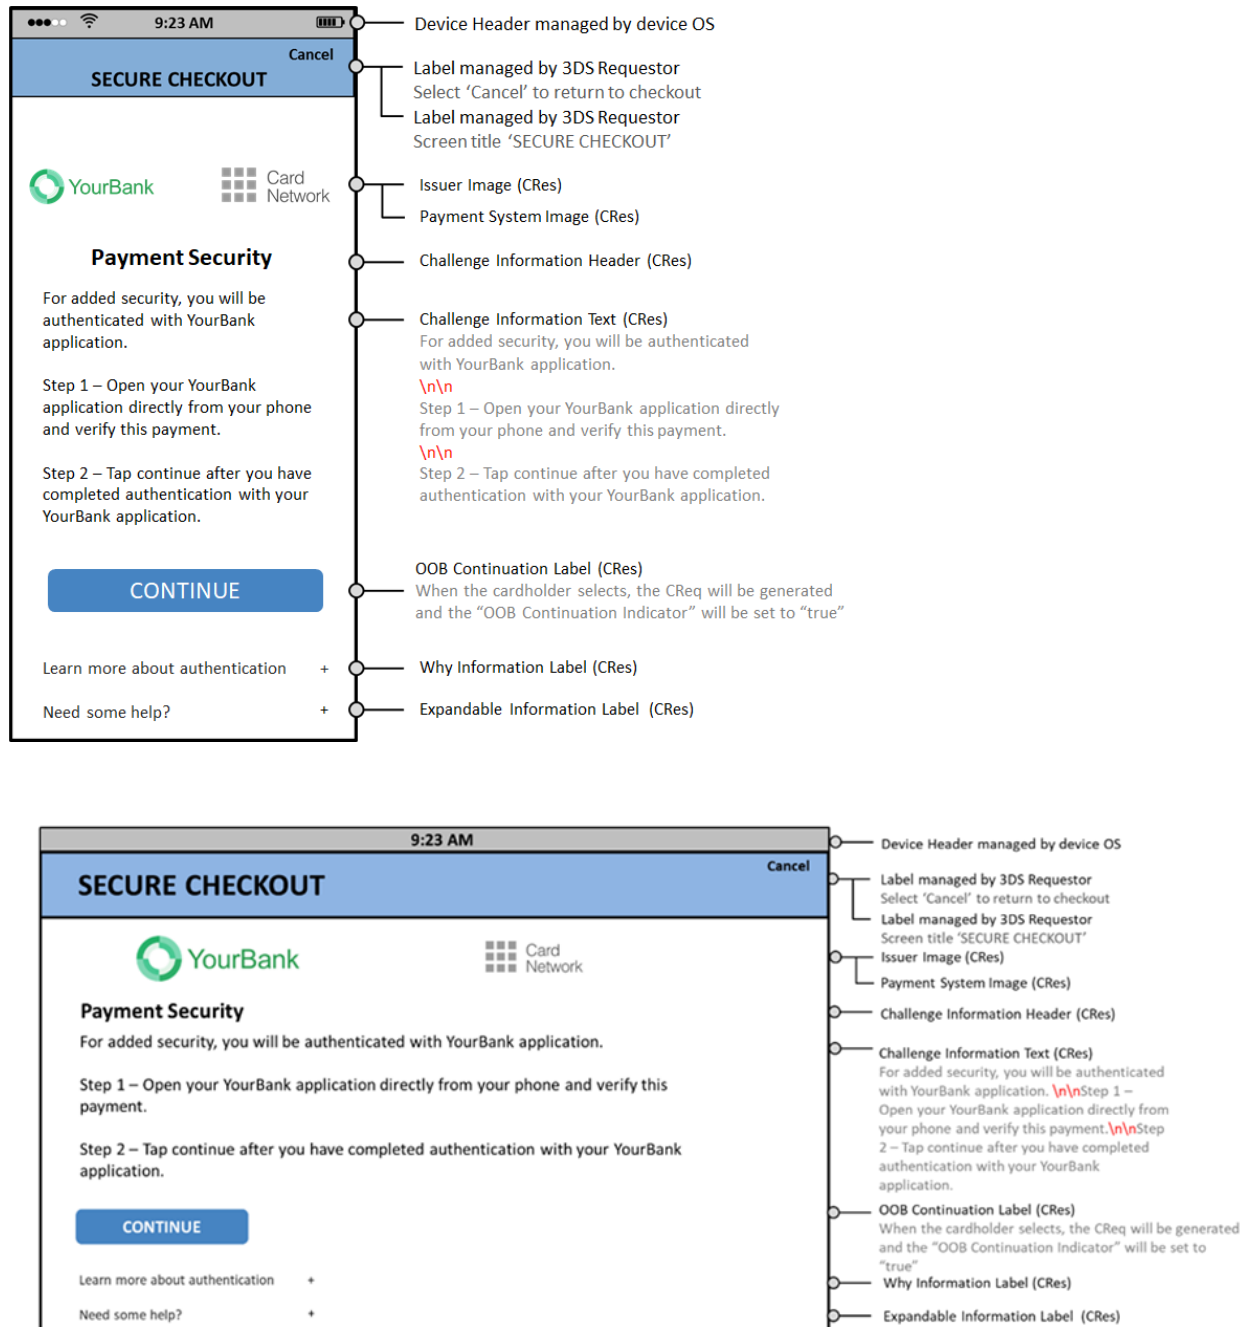 9:23 AM
Device Header managed by device OS
Cancel
SECURE CHECKOUT
Label managed by 3DS Requestor
Select ‘Cancel’ to return to checkout
Label managed by 3DS Requestor
Screen title ‘SECURE CHECKOUT’
YourBank
Card
Network
Issuer Image (CRes)
Payment System Image (CRes)
Payment Security
Challenge Information Header (CRes)
For added security, you will be
authenticated with YourBank
application.
Step 1 – Open your YourBank
application directly from your phone
and verify this payment.
Step 2 – Tap continue after you have
completed authentication with your
YourBank application.
Challenge Information Text (CRes)
For added security, you will be authenticated
with YourBank application.
\n\n
Step 1 – Open your YourBank application directly
from your phone and verify this payment.
\n\n
Step 2 – Tap continue after you have completed
authentication with your YourBank application.
CONTINUE
OOB Continuation Label (CRes)
When the cardholder selects, the CReq will be generated
and the “OOB Continuation Indicator” will be set to “true”
Learn more about authentication +
Why Information Label (CRes)
Need some help? +
Expandable Information Label (CRes)
9:23 AM
Device Header managed by device OS
Cancel
SECURE CHECKOUT
Label managed by 3DS Requestor
Select ‘Cancel’ to return to checkout
Label managed by 3DS Requestor
Screen title ‘SECURE CHECKOUT’
YourBank
Card
Network
Issuer Image (CRes)
Payment System Image (CRes)
Payment Security
Challenge Information Header (CRes)
For added security, you will be authenticated with YourBank application.
Step 1 – Open your YourBank application directly from your phone and verify this
payment.
Step 2 – Tap continue after you have completed authentication with your YourBank
application.
Challenge Information Text (CRes)
For added security, you will be authenticated
with YourBank application. \n\nStep 1 –
Open your YourBank application directly from
your phone and verify this payment.\n\nStep
2 – Tap continue after you have completed
authentication with your YourBank
application.
CONTINUE
OOB Continuation Label (CRes)
When the cardholder selects, the CReq will be generated
and the “OOB Continuation Indicator” will be set to
“true”
Learn more about authentication +
Why Information Label (CRes)
Need some help? +
Expandable Information Label (CRes)